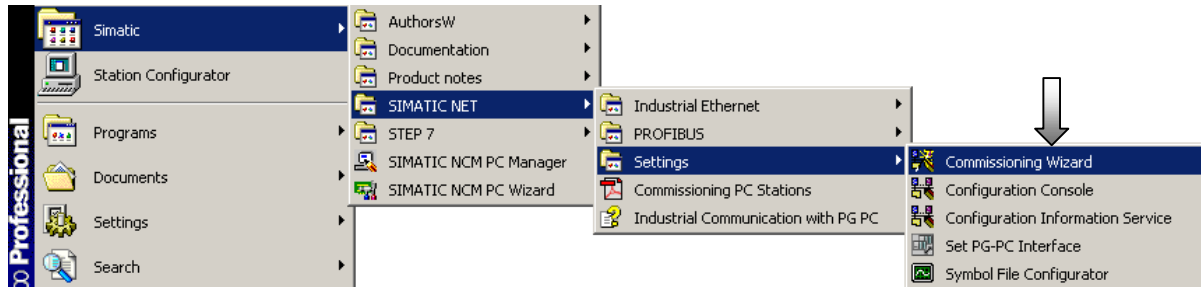 Simatic
Station Configurator
Programs
Documents
Settings
Search
Professional
AuthorsW
Documentation
Product notes
SIMATIC NET
STEP 7
SIMATIC NCM PC Manager
SIMATIC NCM PC Wizard
Industrial Ethernet
PROFIBUS
Settings
Commissioning PC Stations
Industrial Communication with PG PC
Commissioning Wizard
Configuration Console
Configuration Information Service
Set PG-PC Interface
Symbol File Configurator